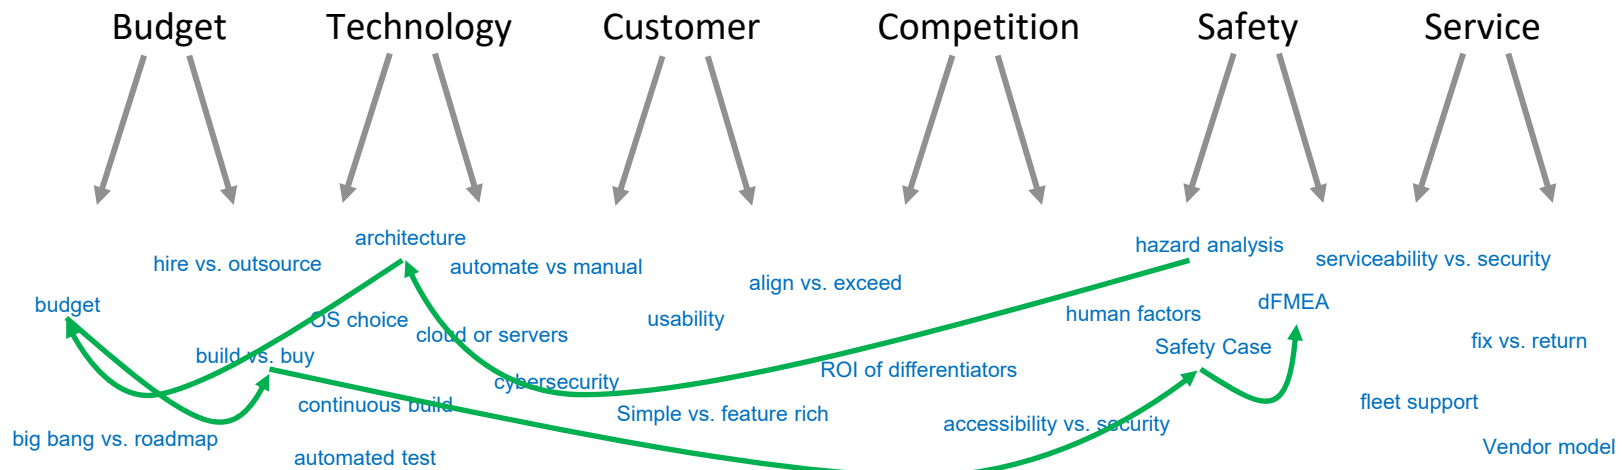 Budget
Technology
Customer
Competition
Safety
Service
architecture
hazard analysis
hire vs. outsource
automate vs manual
serviceability vs. security
align vs. exceed
budget
dFMEA
OS choice
usability
human factors
cloud or servers
fix vs. return
build vs. buy
Safety Case
ROI of differentiators
cybersecurity
continuous build
fleet support
Simple vs. feature rich
accessibility vs. security
big bang vs. roadmap
Vendor model
automated test